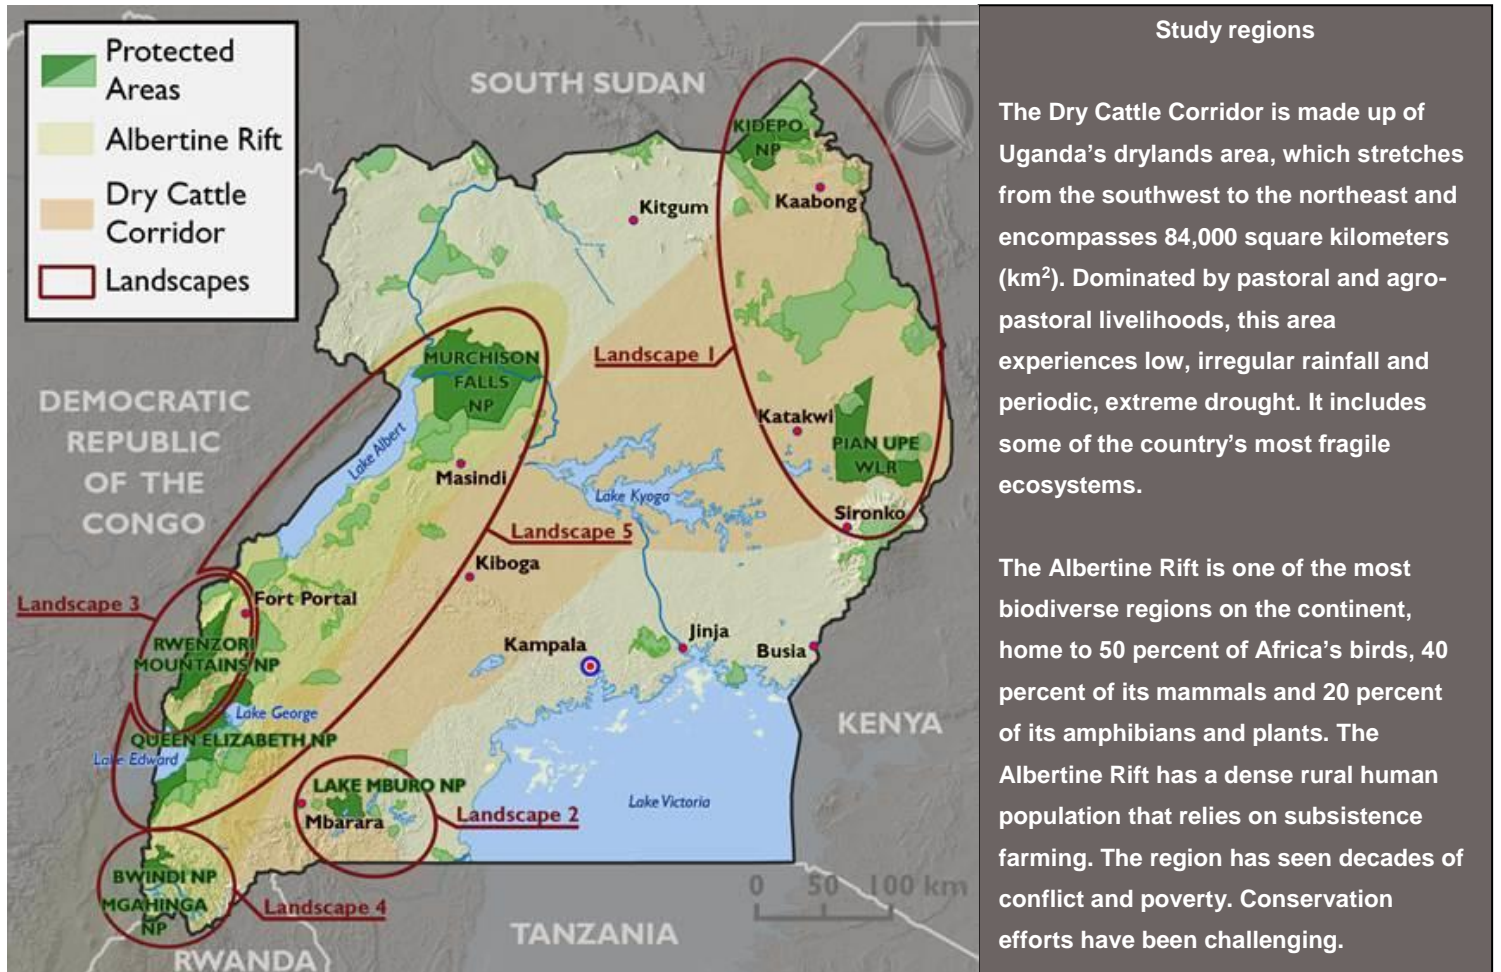 Protected
Areas
Albertine Rift
Dry Cattle
Corridor
Landscapes
SOUTH SUDAN
N
KIDEPO
NP
Kaabong
Kitgum
Landscape 1
MURCHISON
FALLS
NP
DEMOCRATIC
REPUBLIC
OF THE
CONGO
Lake Albert
Masindi
Katakwi
PIAN UPE
WLR
Lake Kyoga
Sironko
Landscape 5
Kiboga
Landscape 3
Fort Portal
RWENZORI
MOUNTAINS NP
Kampala
Jinja
Busia
Lake George
QUEEN ELIZABETH NP
Lake Edward
KENYA
LAKE MBURO NP
Mbarara
Landscape 2
Lake Victoria
BWINDI NP
MGAHINGA
NP
Landscape 4
0 50 100 km
TANZANIA
RWANDA
Study regions
The Dry Cattle Corridor is made up of
Uganda’s drylands area, which stretches
from the southwest to the northeast and
encompasses 84,000 square kilometers
(km²). Dominated by pastoral and agro-
pastoral livelihoods, this area
experiences low, irregular rainfall and
periodic, extreme drought. It includes
some of the country’s most fragile
ecosystems.
The Albertine Rift is one of the most
biodiverse regions on the continent,
home to 50 percent of Africa’s birds, 40
percent of its mammals and 20 percent
of its amphibians and plants. The
Albertine Rift has a dense rural human
population that relies on subsistence
farming. The region has seen decades of
conflict and poverty. Conservation
efforts have been challenging.